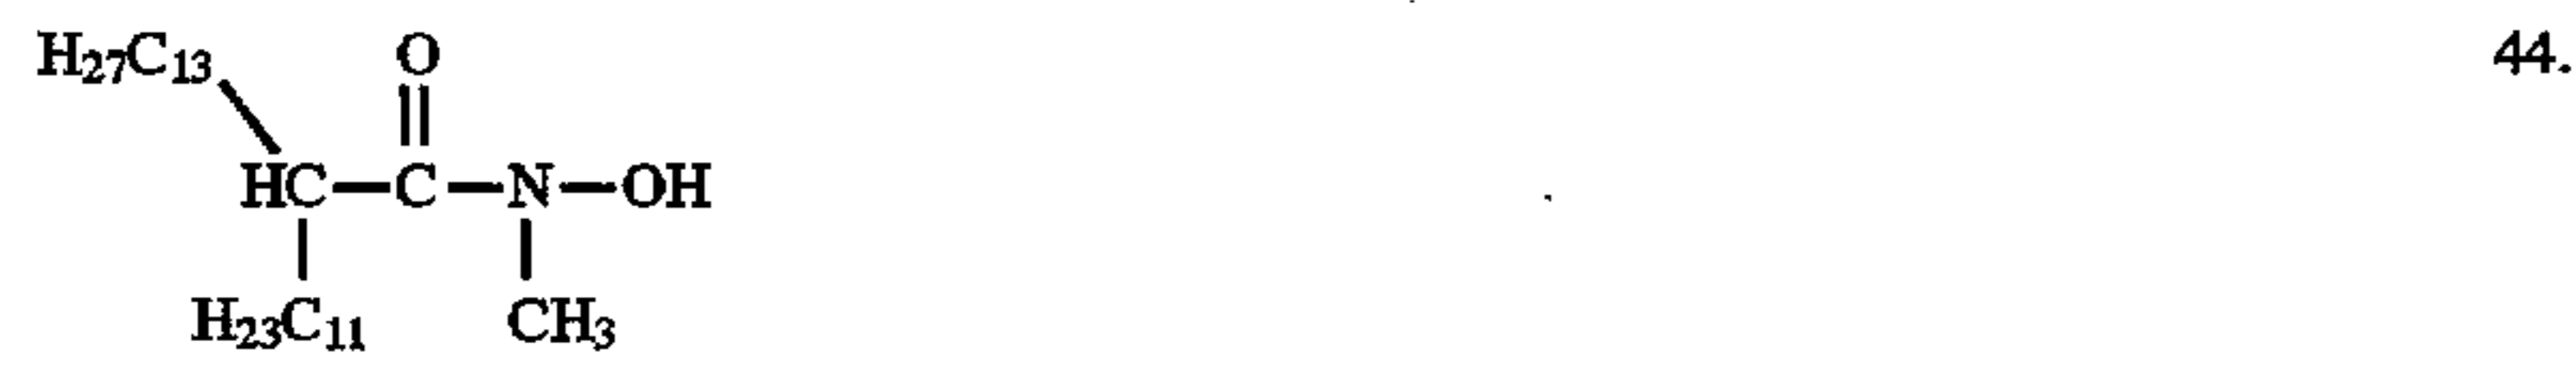 H27C13 O 44.
HC—C—N—OH
H23C11 CH3